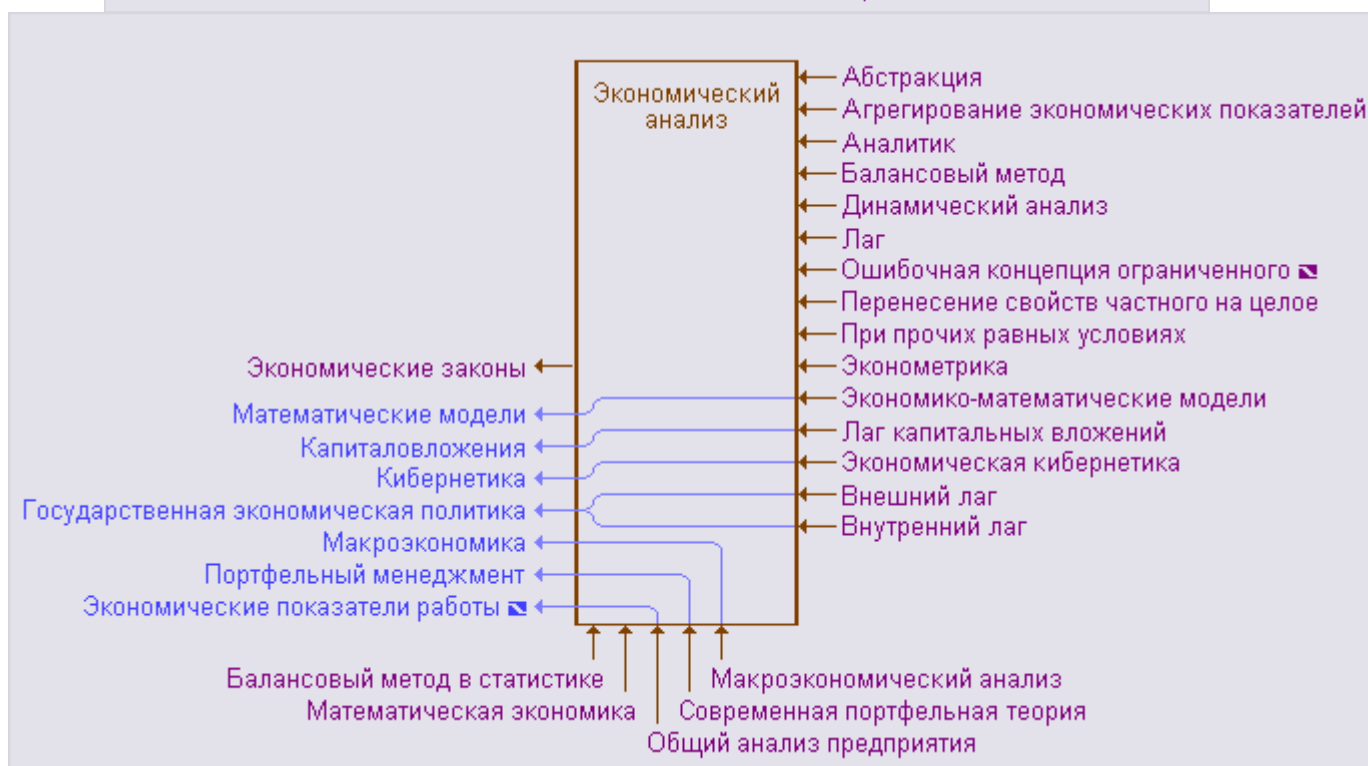 Экономический
анализ
Абстракция
Агрегирование экономических показателей
Аналитик
Балансовый метод
Динамический анализ
Лаг
Ошибочная концепция ограниченного
Перенесение свойств частного на целое
При прочих равных условиях
Эконометрика
Экономико-математические модели
Лаг капитальных вложений
Экономическая кибернетика
Внешний лаг
Внутренний лаг
Экономические законы
Математические модели
Капиталовложения
Кибернетика
Государственная экономическая политика
Макроэкономика
Портфельный менеджмент
Экономические показатели работы
Балансовый метод в статистике
Макроэкономический анализ
Математическая экономика
Современная портфельная теория
Общий анализ предприятия